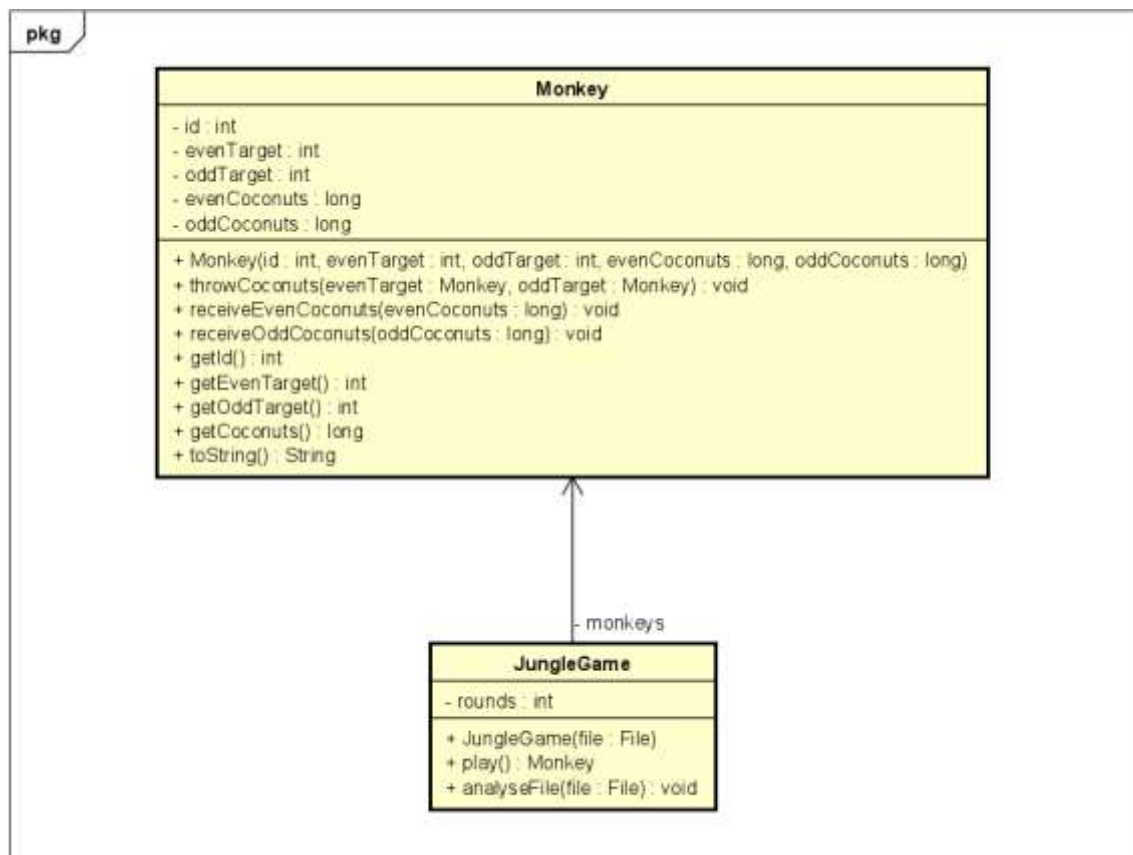 pkg
Monkey
- id : int
- evenTarget : int
- oddTarget : int
- evenCoconuts : long
- oddCoconuts : long
+ Monkey(id : int, evenTarget : int, oddTarget : int, evenCoconuts : long, oddCoconuts : long)
+ throwCoconuts(evenTarget : Monkey, oddTarget : Monkey) : void
+ receiveEvenCoconuts(evenCoconuts : long) : void
+ receiveOddCoconuts(oddCoconuts : long) : void
+ getId() : int
+ getEvenTarget() : int
+ getOddTarget() : int
+ getCoconuts() : long
+ toString() : String
- monkeys
JungleGame
- rounds : int
+ JungleGame(file : File)
+ play() : Monkey
+ analyseFile(file : File) : void